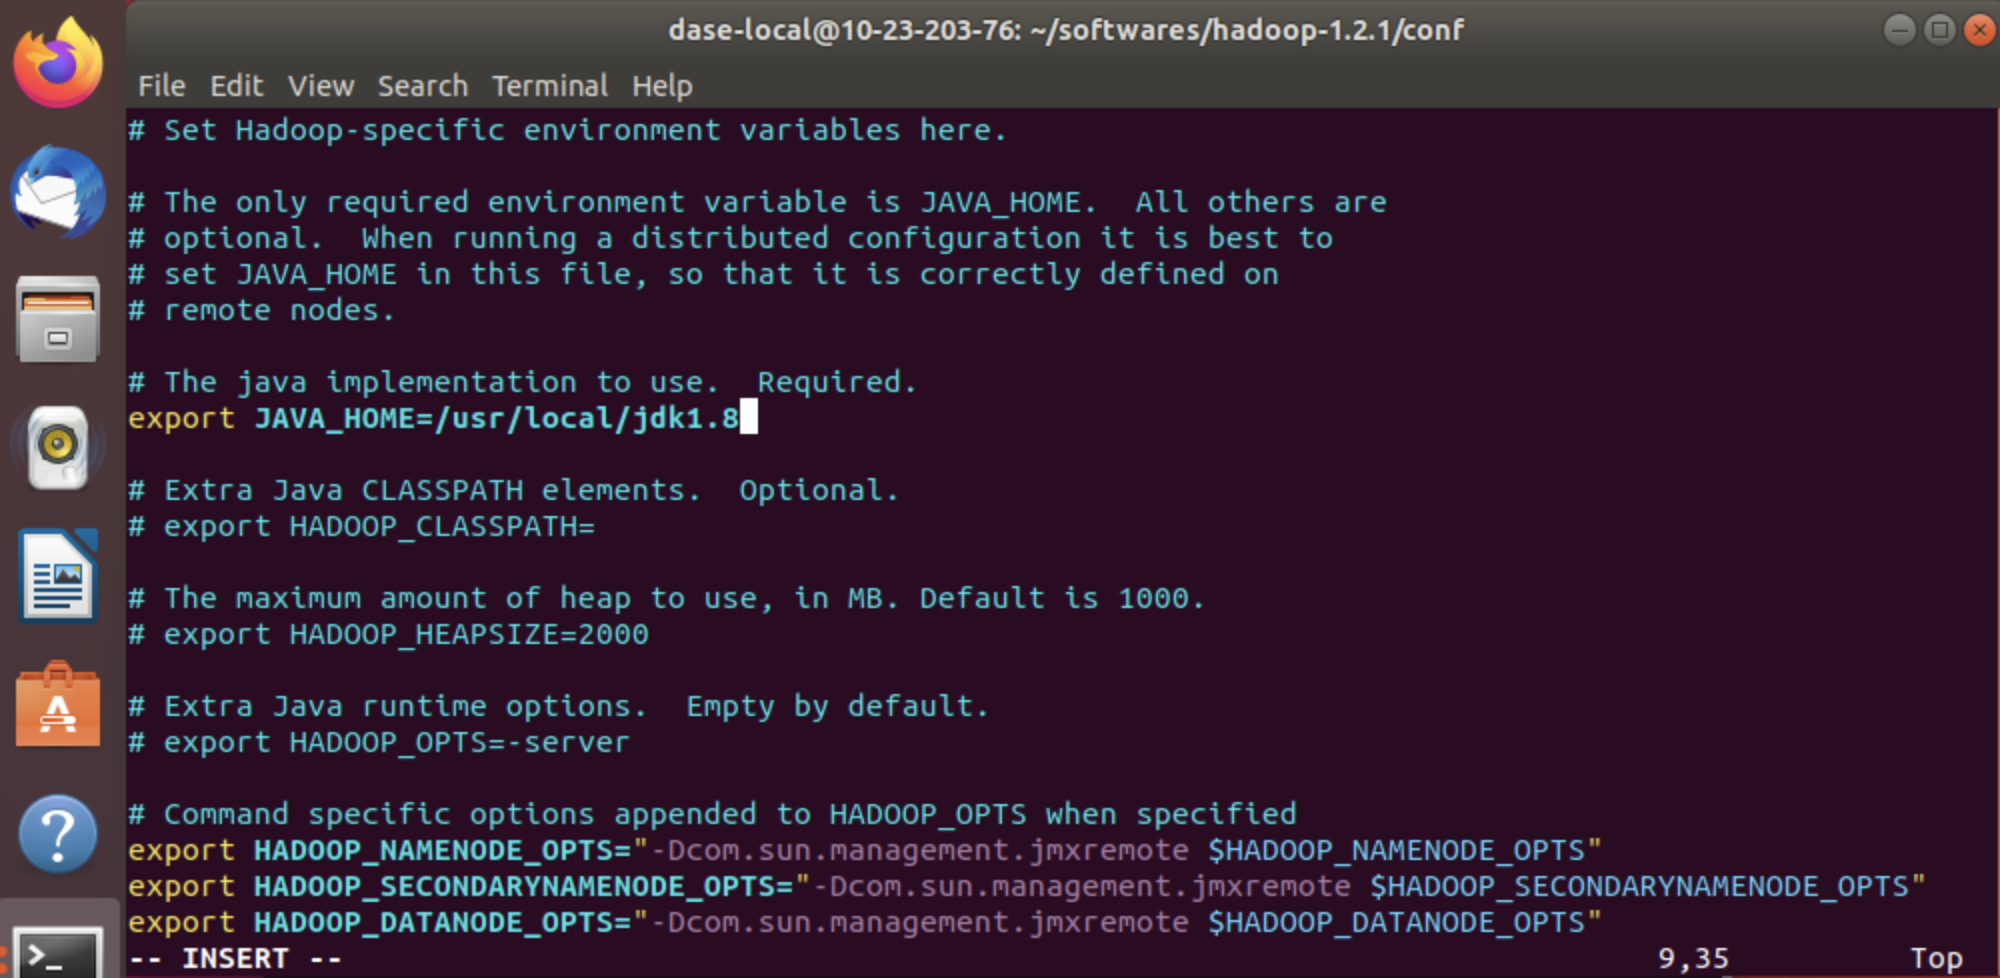 dase-local@10-23-203-76: ~/softwares/hadoop-1.2.1/conf
File Edit View Search Terminal Help
# Set Hadoop-specific environment variables here.
# The only required environment variable is JAVA_HOME.  All others are
# optional.  When running a distributed configuration it is best to
# set JAVA_HOME in this file, so that it is correctly defined on
# remote nodes.
# The java implementation to use.  Required.
export JAVA_HOME=/usr/local/jdk1.8
# Extra Java CLASSPATH elements.  Optional.
# export HADOOP_CLASSPATH=
# The maximum amount of heap to use, in MB. Default is 1000.
# export HADOOP_HEAPSIZE=2000
# Extra Java runtime options.  Empty by default.
# export HADOOP_OPTS=-server
# Command specific options appended to HADOOP_OPTS when specified
export HADOOP_NAMENODE_OPTS="-Dcom.sun.management.jmxremote $HADOOP_NAMENODE_OPTS"
export HADOOP_SECONDARYNAMENODE_OPTS="-Dcom.sun.management.jmxremote $HADOOP_SECONDARYNAMENODE_OPTS"
export HADOOP_DATANODE_OPTS="-Dcom.sun.management.jmxremote $HADOOP_DATANODE_OPTS"
-- INSERT -- 9,35 Top